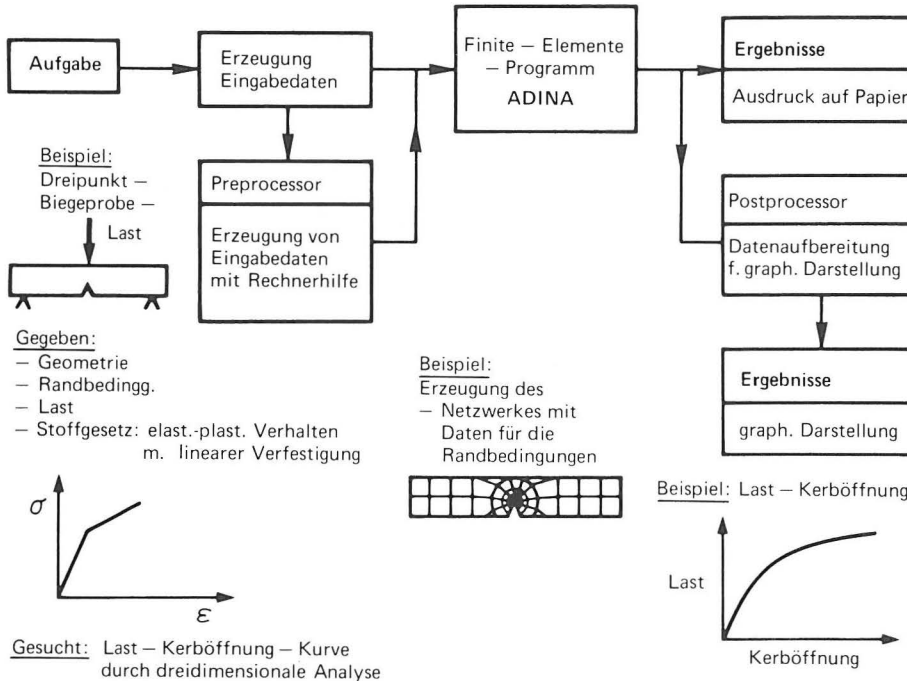 Aufgabe
Erzeugung
Eingabedaten
Finite – Elemente
– Programm
ADINA
Ergebnisse
Ausdruck auf Papier
Beispiel:
Dreipunkt –
Biegeprobe –
Last
Preprocessor
Erzeugung von
Eingabedaten
mit Rechnerhilfe
Postprocessor
Datenaufbereitung
f. graph. Darstellung
Gegeben:
– Geometrie
– Randbedingg.
– Last
– Stoffgesetz: elast.-plast. Verhalten
m. linearer Verfestigung
Beispiel:
Erzeugung des
– Netzwerkes mit
Daten für die
Randbedingungen
Ergebnisse
graph. Darstellung
σ
ε
Beispiel: Last – Kerböffnung
Last
Kerböffnung
Gesucht: Last – Kerböffnung – Kurve
durch dreidimensionale Analyse